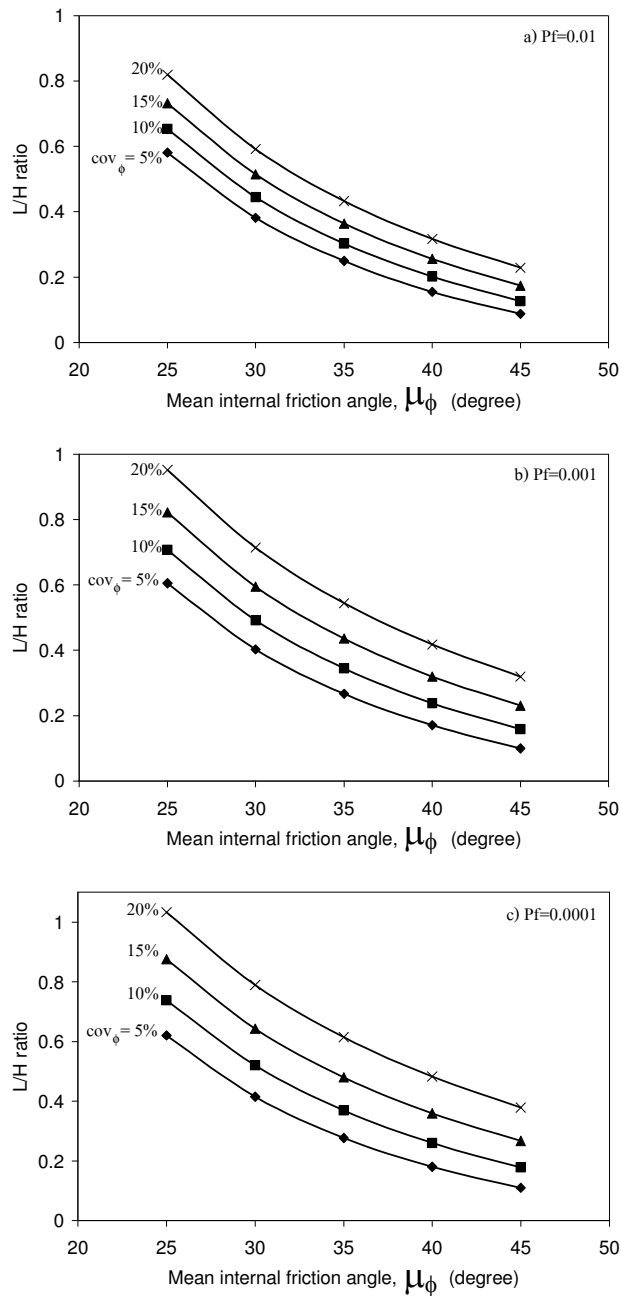 a) Pf=0.01
1
0.8
0.6
0.4
0.2
0
L/H ratio
20%
15%
10%
cov_ϕ= 5%
20 25 30 35 40 45 50
Mean internal friction angle, μ_ϕ (degree)
b) Pf=0.001
1
0.8
0.6
0.4
0.2
0
L/H ratio
20%
15%
10%
cov_ϕ= 5%
20 25 30 35 40 45 50
Mean internal friction angle, μ_ϕ (degree)
c) Pf=0.0001
1
0.8
0.6
0.4
0.2
0
L/H ratio
20%
15%
10%
cov_ϕ= 5%
20 25 30 35 40 45 50
Mean internal friction angle, μ_ϕ (degree)